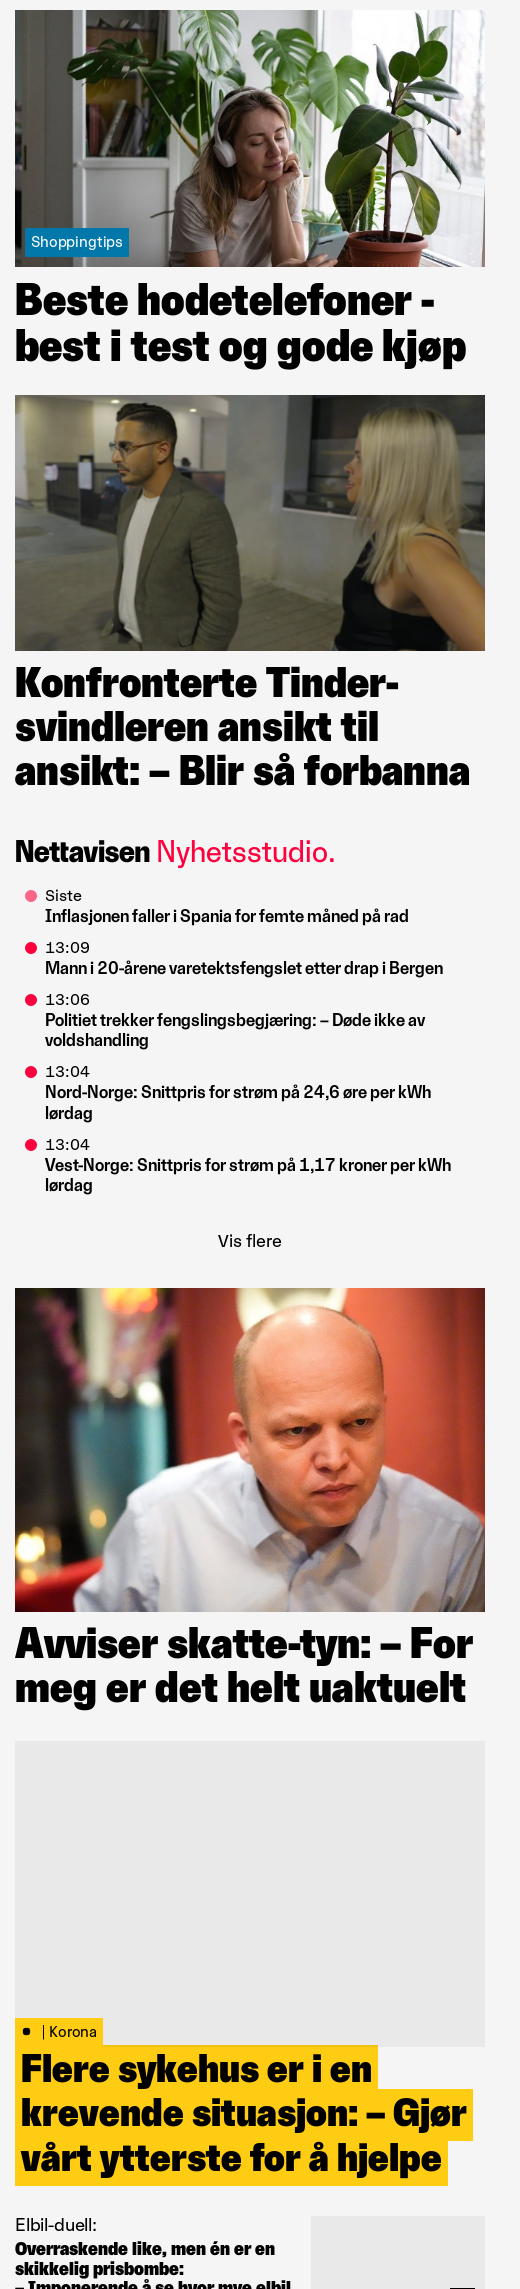 Shoppingtips
Beste hodetelefoner -
best i test og gode kjøp
Konfronterte Tinder-
svindleren ansikt til
ansikt: – Blir så forbanna
Nettavisen Nyhetsstudio.
Siste
Inflasjonen faller i Spania for femte måned på rad
13:09
Mann i 20-årene varetektsfengslet etter drap i Bergen
13:06
Politiet trekker fengslingsbegjæring: – Døde ikke av
voldshandling
13:04
Nord-Norge: Snittpris for strøm på 24,6 øre per kWh
lørdag
13:04
Vest-Norge: Snittpris for strøm på 1,17 kroner per kWh
lørdag
Vis flere
Avviser skatte-tyn: – For
meg er det helt uaktuelt
| Korona
Flere sykehus er i en
krevende situasjon: – Gjør
vårt ytterste for å hjelpe
Elbil-duell:
Overraskende like, men én er en
skikkelig prisbombe:
– Imponerende å se hvor mye elbil